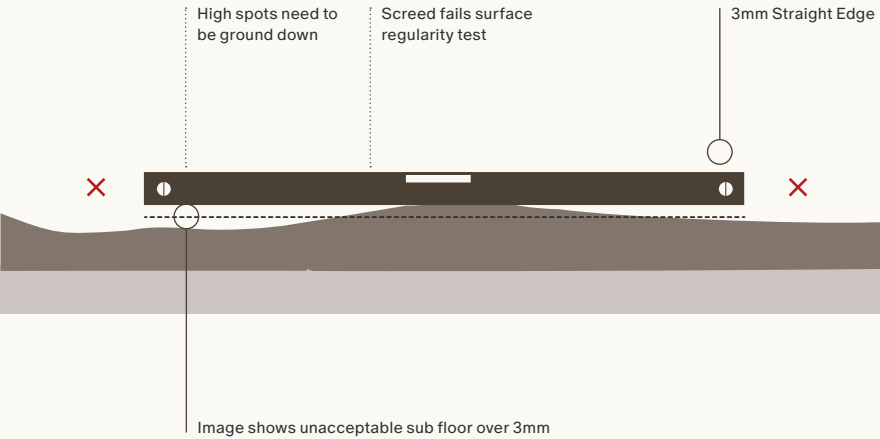 High spots need to
be ground down
Screed fails surface
regularity test
3mm Straight Edge
Image shows unacceptable sub floor over 3mm